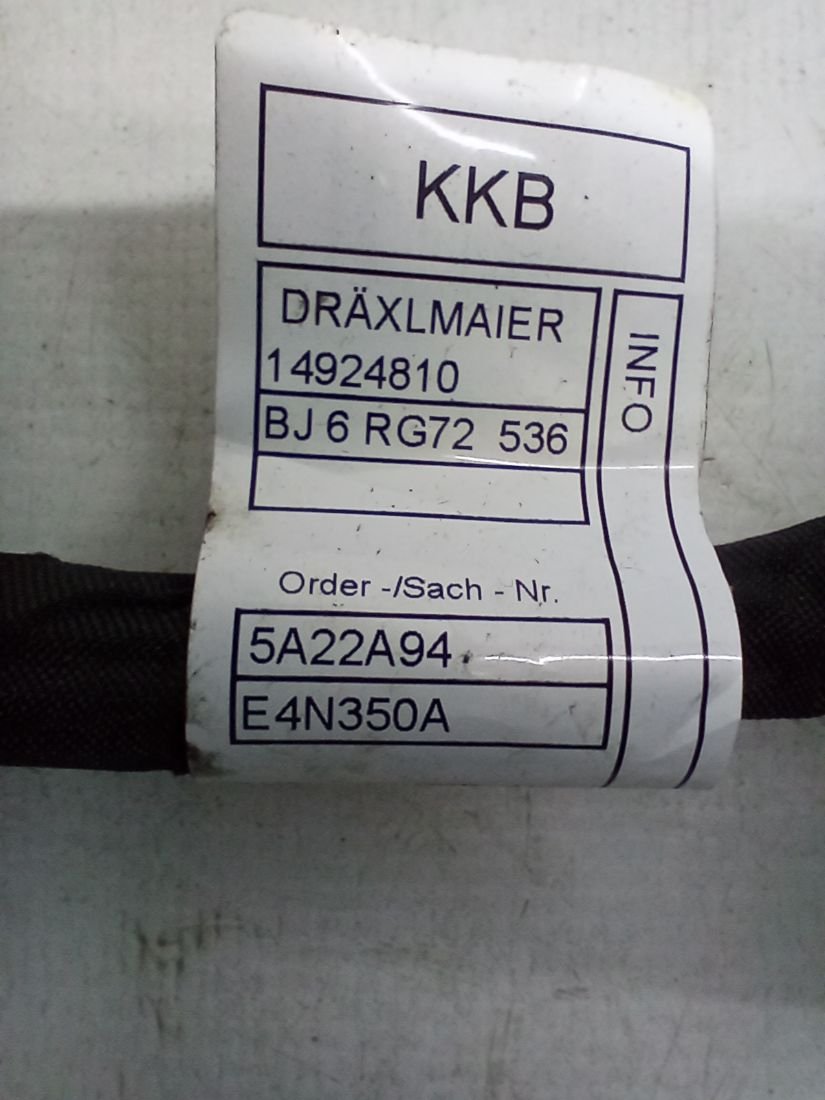 KKB
DRÄXLMAIER
14924810
BJ 6 RG72 536
INFO
Order -/Sach - Nr.
5A22A94
E4N350A